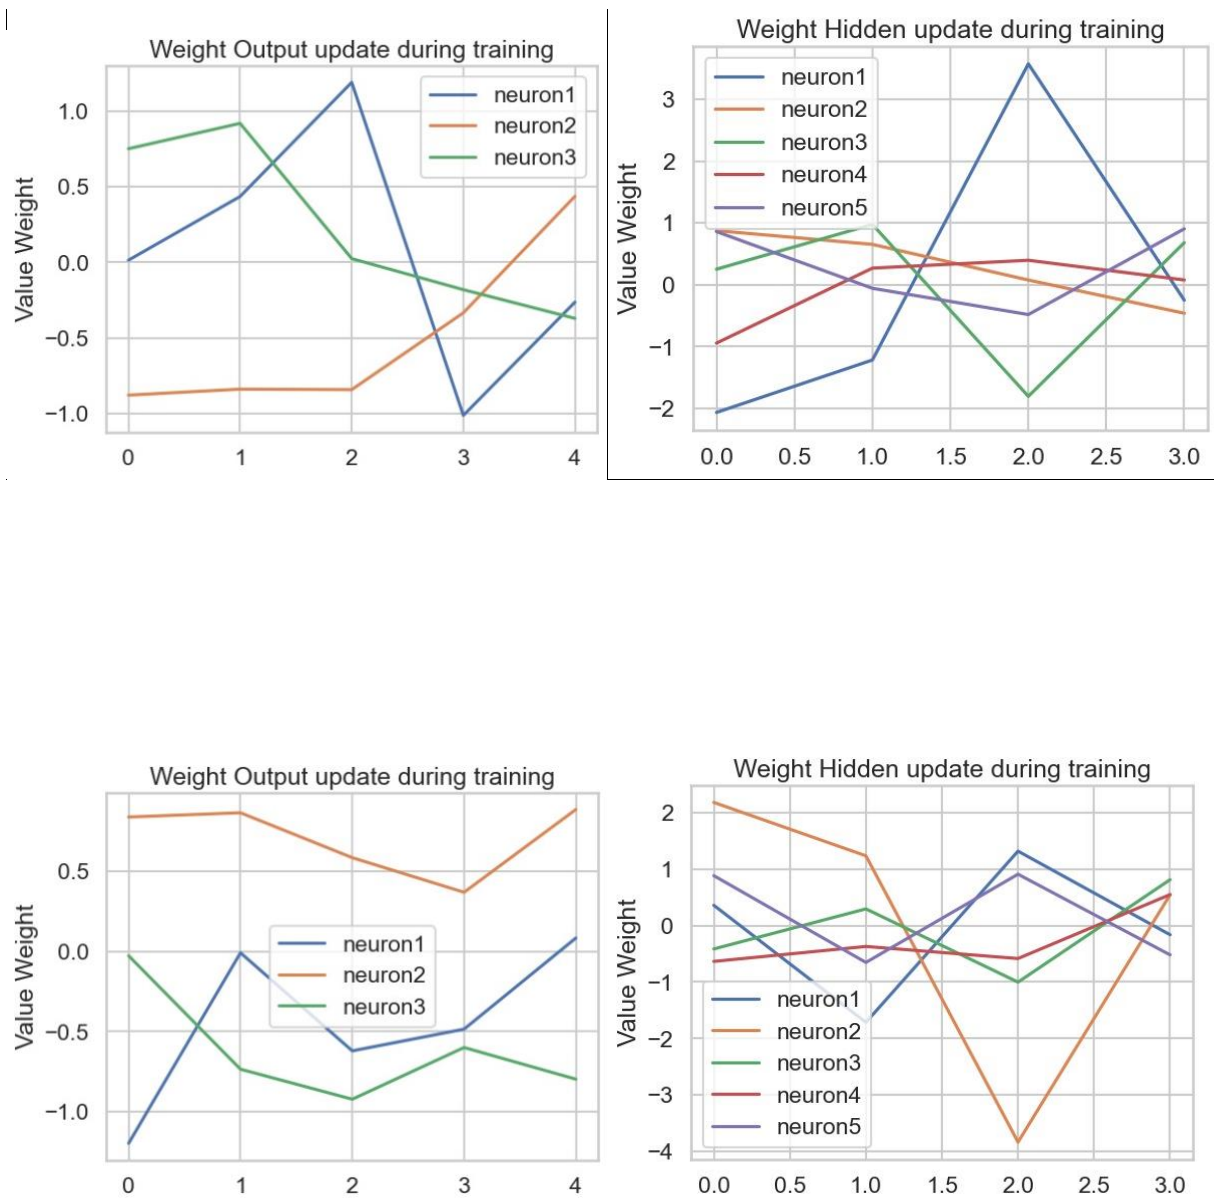 Weight Output update during training
Value Weight
1.0
0.5
0.0
−0.5
−1.0
0 1 2 3 4
neuron1
neuron2
neuron3
Weight Hidden update during training
Value Weight
3
2
1
0
−1
−2
0.0 0.5 1.0 1.5 2.0 2.5 3.0
neuron1
neuron2
neuron3
neuron4
neuron5
Weight Output update during training
Value Weight
0.5
0.0
−0.5
−1.0
0 1 2 3 4
neuron1
neuron2
neuron3
Weight Hidden update during training
Value Weight
2
1
0
−1
−2
−3
−4
0.0 0.5 1.0 1.5 2.0 2.5 3.0
neuron1
neuron2
neuron3
neuron4
neuron5